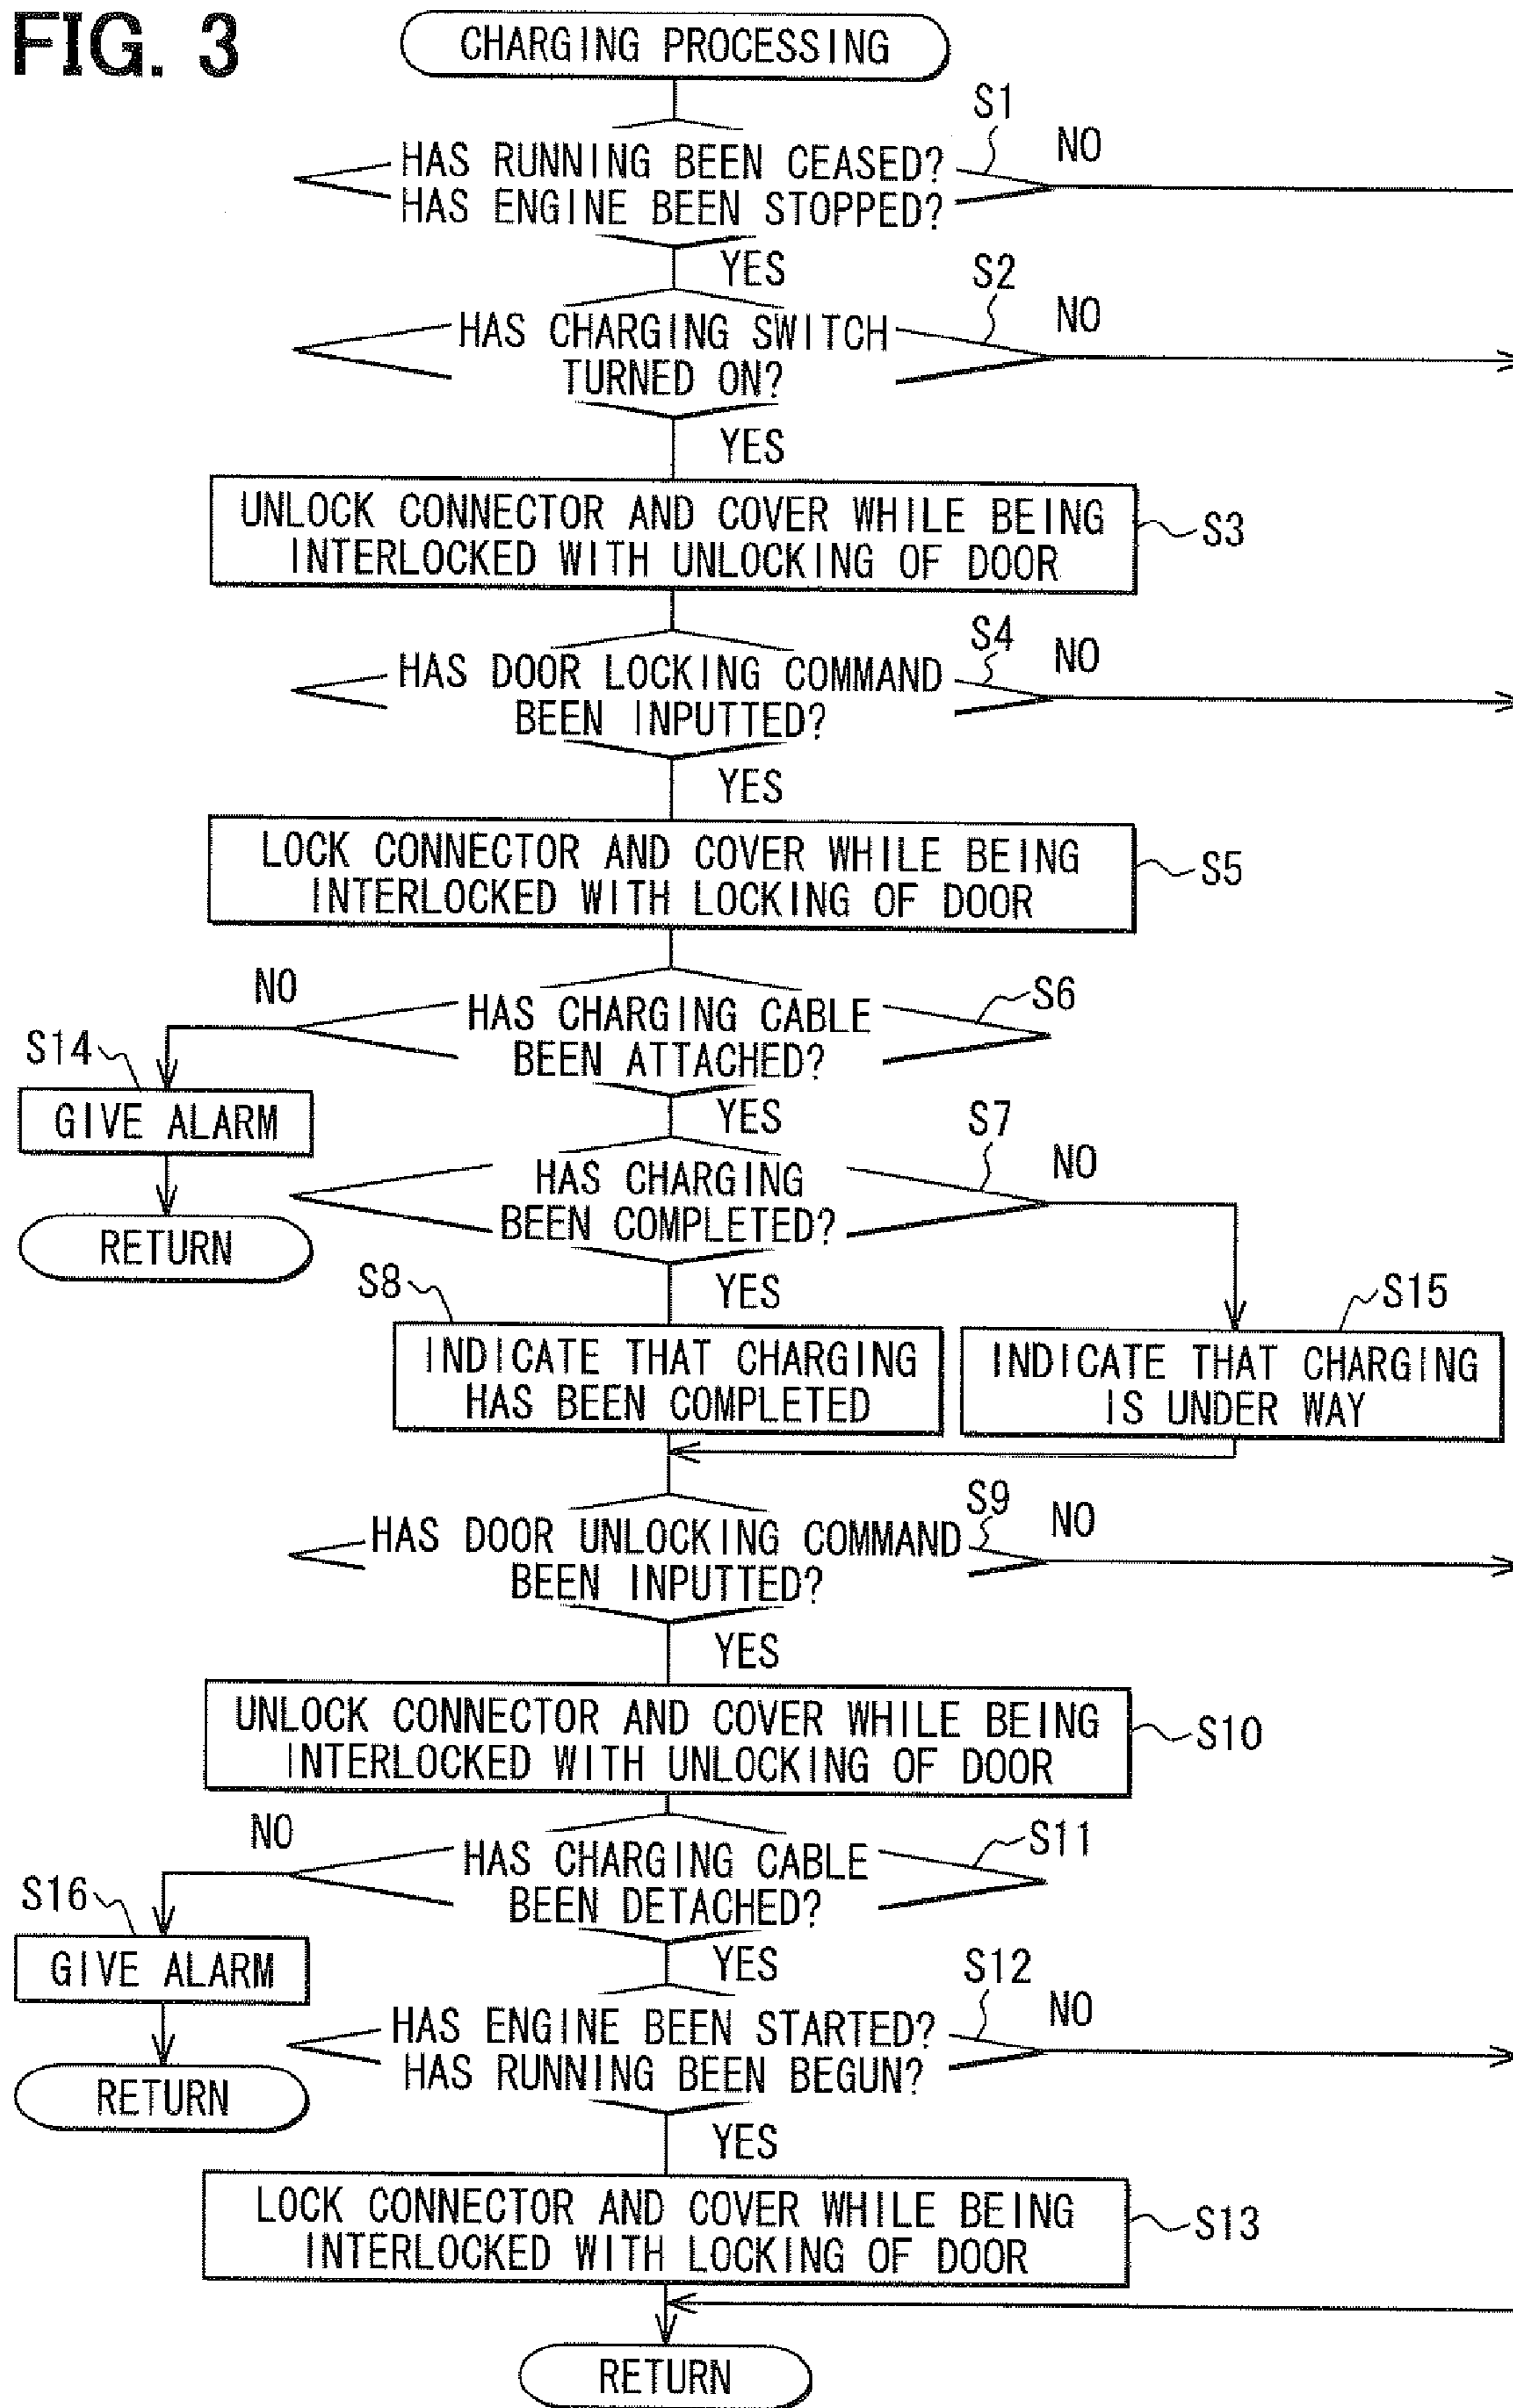 FIG. 3
CHARGING PROCESSING
S1
NO
HAS RUNNING BEEN CEASED?
HAS ENGINE BEEN STOPPED?
YES
S2
NO
HAS CHARGING SWITCH
TURNED ON?
YES
UNLOCK CONNECTOR AND COVER WHILE BEING
INTERLOCKED WITH UNLOCKING OF DOOR
S3
S4
NO
HAS DOOR LOCKING COMMAND
BEEN INPUTTED?
YES
LOCK CONNECTOR AND COVER WHILE BEING
INTERLOCKED WITH LOCKING OF DOOR
S5
NO
S6
HAS CHARGING CABLE
BEEN ATTACHED?
S14
GIVE ALARM
RETURN
YES
S7
NO
HAS CHARGING
BEEN COMPLETED?
YES
S8
INDICATE THAT CHARGING
HAS BEEN COMPLETED
S15
INDICATE THAT CHARGING
IS UNDER WAY
S9
NO
HAS DOOR UNLOCKING COMMAND
BEEN INPUTTED?
YES
UNLOCK CONNECTOR AND COVER WHILE BEING
INTERLOCKED WITH UNLOCKING OF DOOR
S10
NO
S11
HAS CHARGING CABLE
BEEN DETACHED?
S16
GIVE ALARM
RETURN
YES
S12
NO
HAS ENGINE BEEN STARTED?
HAS RUNNING BEEN BEGUN?
YES
LOCK CONNECTOR AND COVER WHILE BEING
INTERLOCKED WITH LOCKING OF DOOR
S13
RETURN